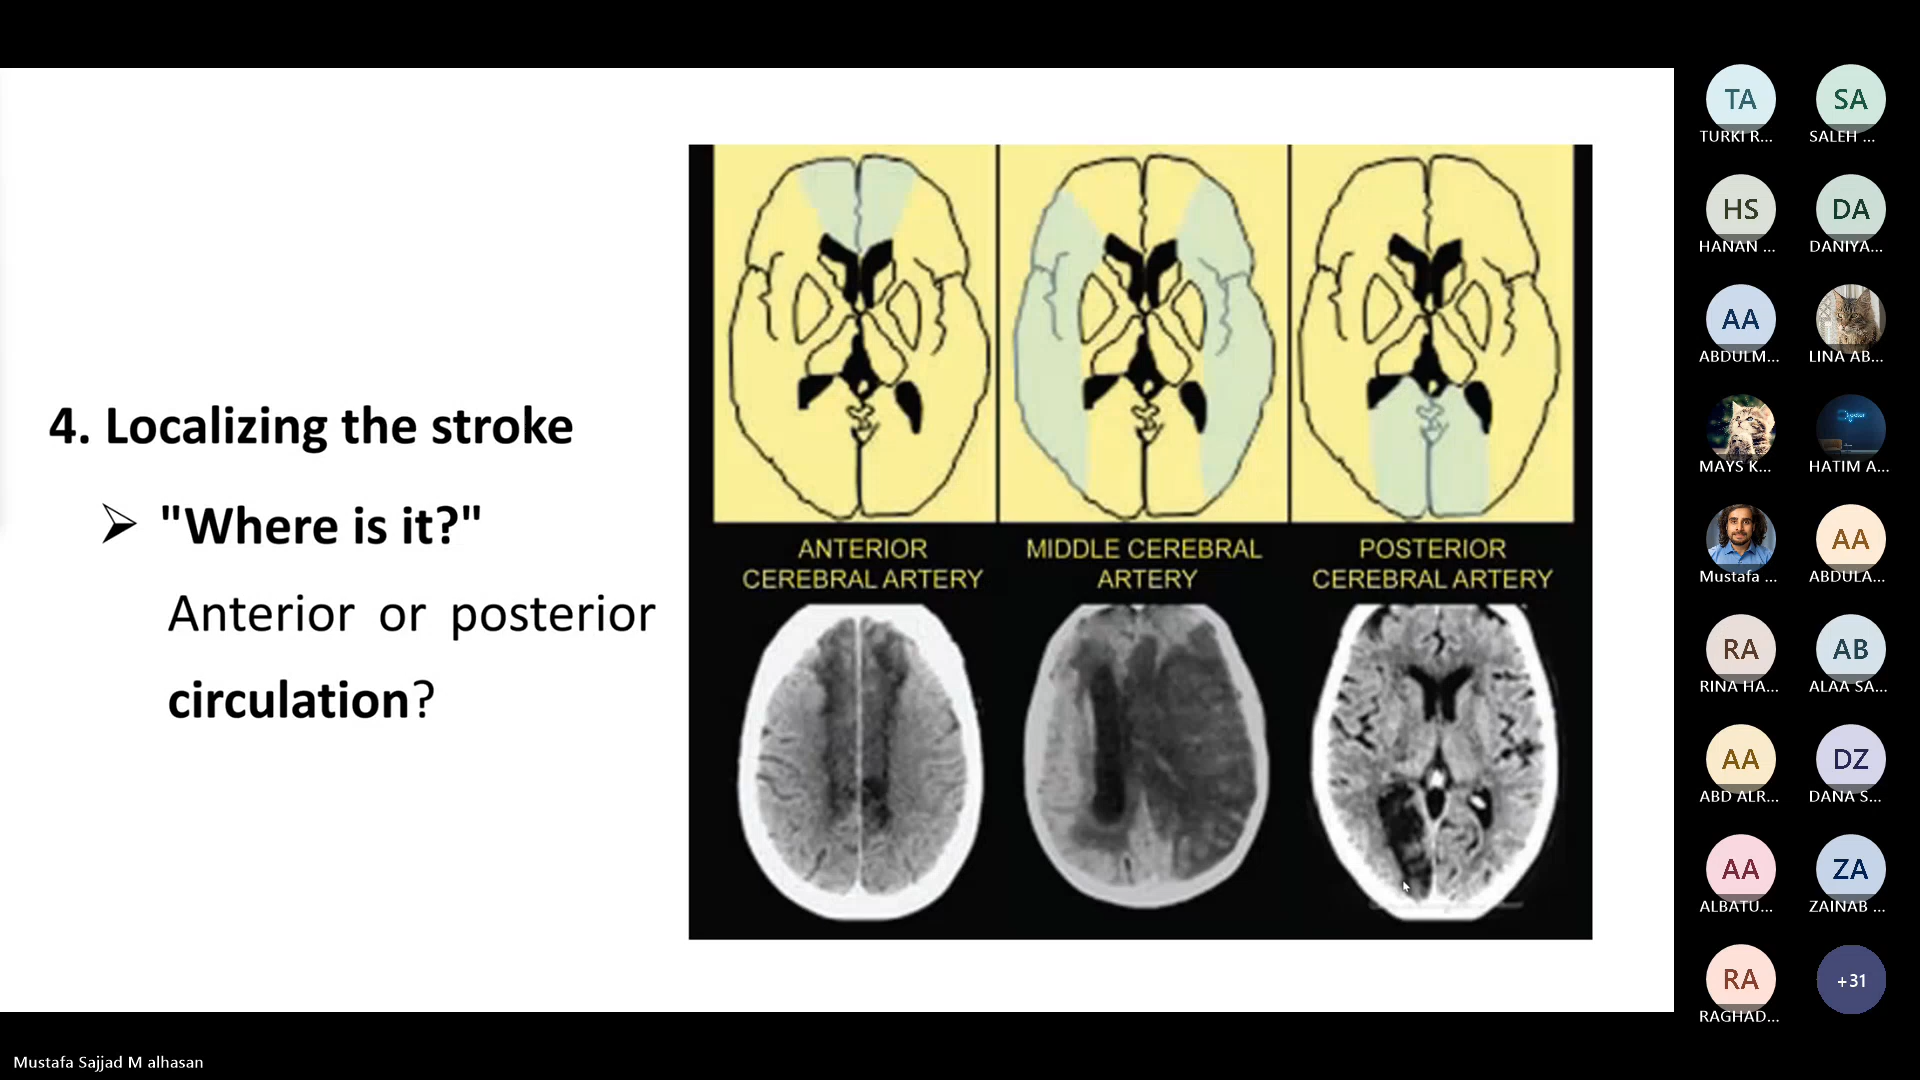 4. Localizing the stroke
➢ "Where is it?"
Anterior or posterior
circulation?
ANTERIOR
CEREBRAL ARTERY
MIDDLE CEREBRAL
ARTERY
POSTERIOR
CEREBRAL ARTERY
TA
TURKI R...
SA
SALEH ...
HS
HANAN ...
DA
DANIYA...
AA
ABDULM...
LINA AB...
MAYS K...
HATIM A...
Mustafa ...
AA
ABDULA...
RA
RINA HA...
AB
ALAA SA...
AA
ABD ALR...
DZ
DANA S...
AA
ALBATU...
ZA
ZAINAB ...
RA
RAGHAD...
+31
Mustafa Sajjad M alhasan